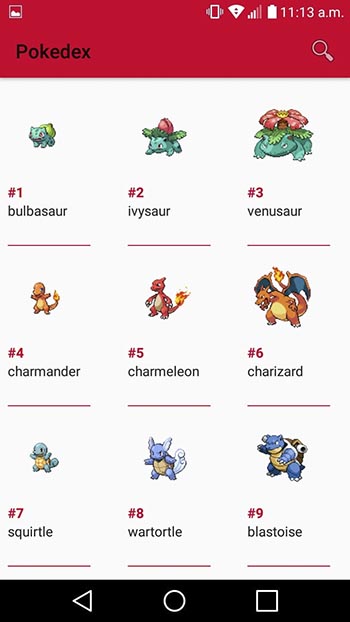 11:13 a.m.
Pokedex
#1
bulbasaur
#2
ivysaur
#3
venusaur
#4
charmander
#5
charmeleon
#6
charizard
#7
squirtle
#8
wartortle
#9
blastoise